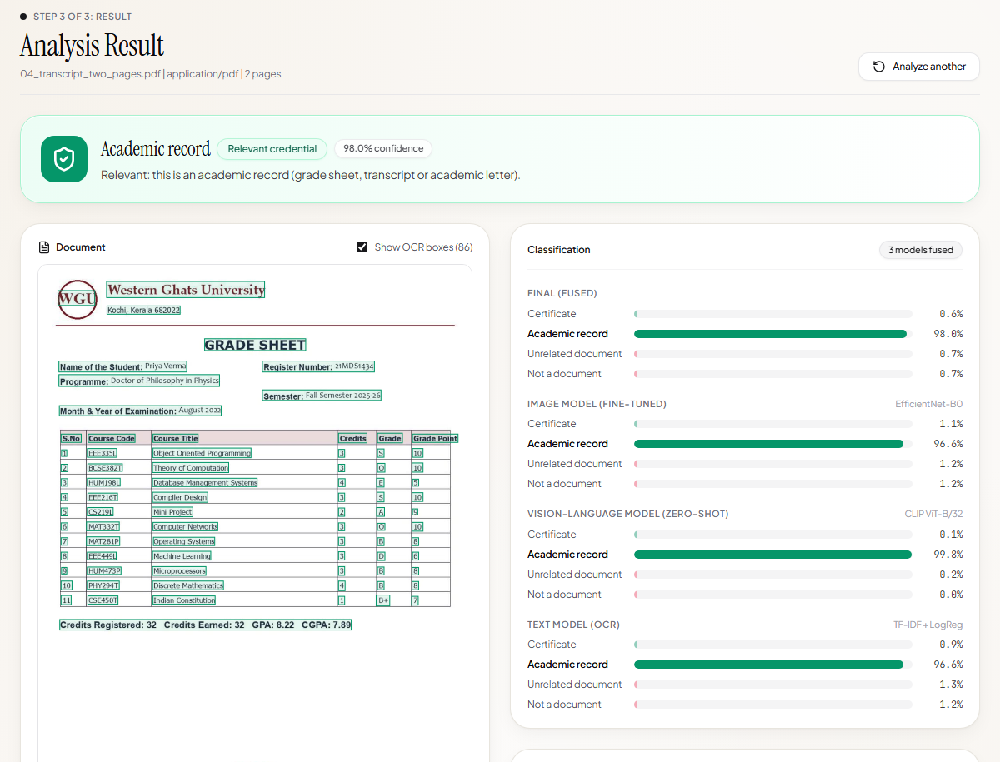 STEP 3 OF 3: RESULT
Analysis Result
04_transcript_two_pages.pdf | application/pdf | 2 pages
Analyze another
Academic record Relevant credential 98.0% confidence
Relevant: this is an academic record (grade sheet, transcript or academic letter).
Document Show OCR boxes (86)
WGU
Western Ghats University
Kochi, Kerala 682022
GRADE SHEET
Name of the Student: Priya Verma Register Number: 21MDS1434
Programme: Doctor of Philosophy in Physics
Semester: Fall Semester 2025-26
Month & Year of Examination: August 2022
S.No Course Code Course Title Credits Grade Grade Point
1 EEE335L Object Oriented Programming 3 S 10
2 BCSE382T Theory of Computation 3 O 10
3 HUM198L Database Management Systems 4 E 5
4 EEE216T Compiler Design 3 S 10
5 CS219L Mini Project 2 A 9
6 MAT332T Computer Networks 3 O 10
7 MAT281P Operating Systems 3 B 8
8 EEE449L Machine Learning 3 D 6
9 HUM473P Microprocessors 3 B 8
10 PHY294T Discrete Mathematics 4 B 8
11 CSE450T Indian Constitution 1 B+ 7
Credits Registered: 32 Credits Earned: 32 GPA: 8.22 CGPA: 7.89
Classification 3 models fused
FINAL (FUSED)
Certificate 0.6%
Academic record 98.0%
Unrelated document 0.7%
Not a document 0.7%
IMAGE MODEL (FINE-TUNED) EfficientNet-B0
Certificate 1.1%
Academic record 96.6%
Unrelated document 1.2%
Not a document 1.2%
VISION-LANGUAGE MODEL (ZERO-SHOT) CLIP ViT-B/32
Certificate 0.1%
Academic record 99.8%
Unrelated document 0.2%
Not a document 0.0%
TEXT MODEL (OCR) TF-IDF + LogReg
Certificate 0.9%
Academic record 96.6%
Unrelated document 1.3%
Not a document 1.2%